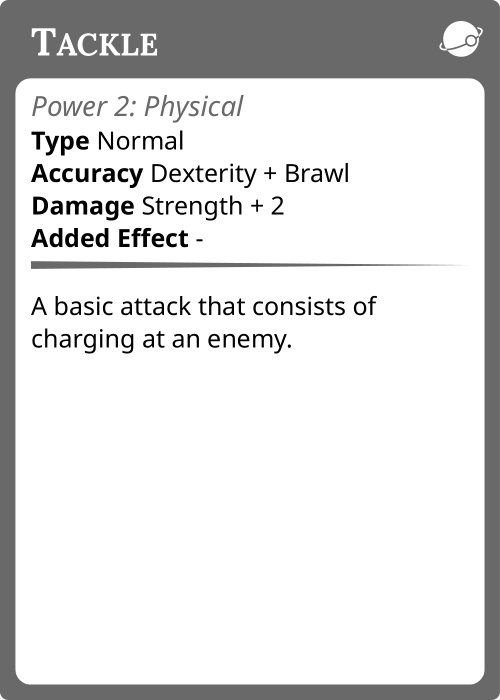 TACKLE
Power 2: Physical
Type Normal
Accuracy Dexterity + Brawl
Damage Strength + 2
Added Effect -
A basic attack that consists of
charging at an enemy.